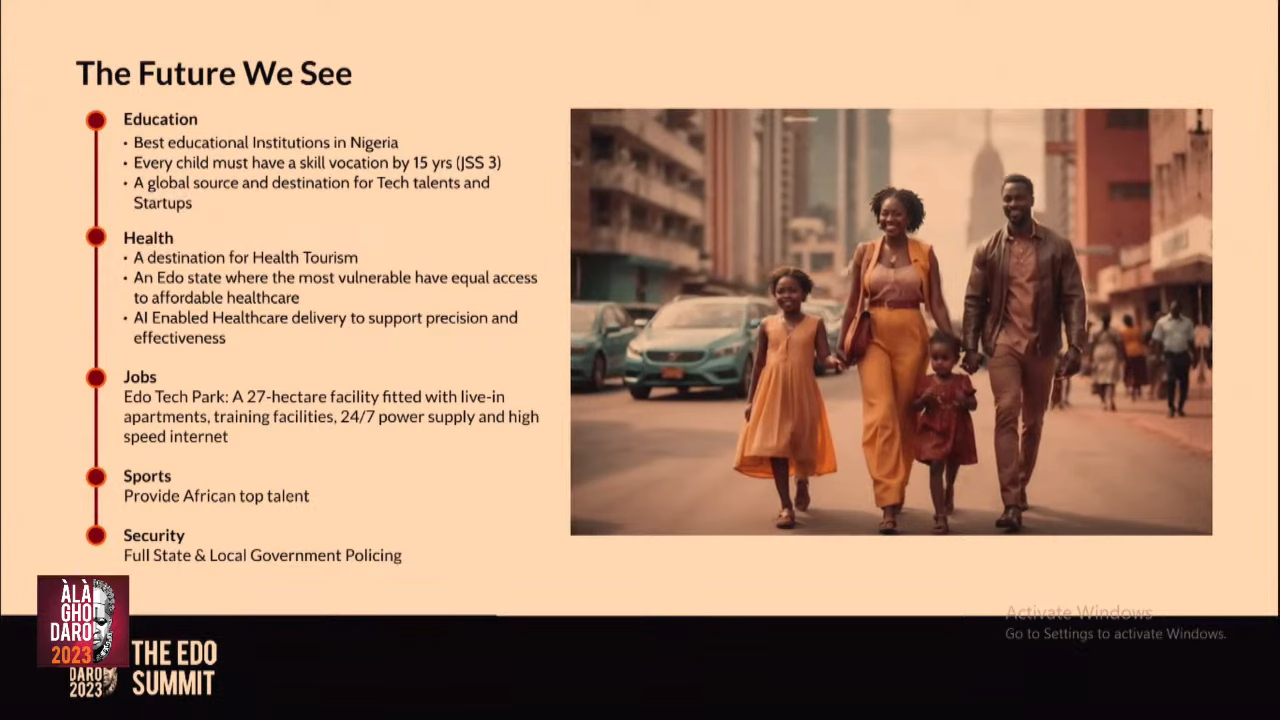 The Future We See
Education
• Best educational Institutions in Nigeria
• Every child must have a skill vocation by 15 yrs (JSS 3)
• A global source and destination for Tech talents and
Startups
Health
• A destination for Health Tourism
• An Edo state where the most vulnerable have equal access
to affordable healthcare
• AI Enabled Healthcare delivery to support precision and
effectiveness
Jobs
Edo Tech Park: A 27-hectare facility fitted with live-in
apartments, training facilities, 24/7 power supply and high
speed internet
Sports
Provide African top talent
Security
Full State & Local Government Policing
ÀLÀ
GHO
DARO
2023
DARO
2023
THE EDO
SUMMIT
Activate Windows
Go to Settings to activate Windows.